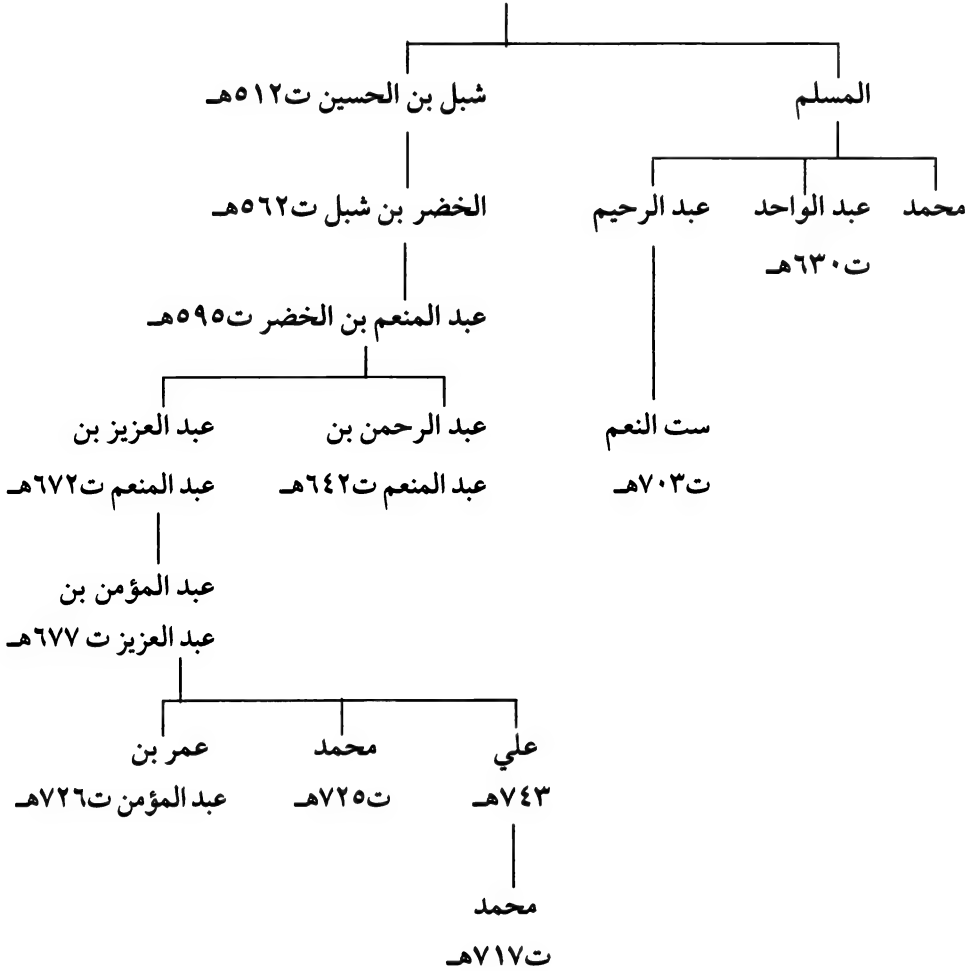 المسلم
شبل بن الحسين ت٥١٢هـ
محمد
عبد الواحد
ت٦٣٠هـ
عبد الرحيم
الخضر بن شبل ت٥٦٢هـ
عبد المنعم بن الخضر ت٥٩٥هـ
ست النعم
ت٧٠٣هـ
عبد الرحمن بن
عبد المنعم ت٦٤٢هـ
عبد العزيز بن
عبد المنعم ت٦٧٢هـ
عبد المؤمن بن
عبد العزيز ت ٦٧٧هـ
علي
٧٤٣هـ
محمد
ت٧٢٥هـ
عمر بن
عبد المؤمن ت٧٢٦هـ
محمد
ت٧١٧هـ